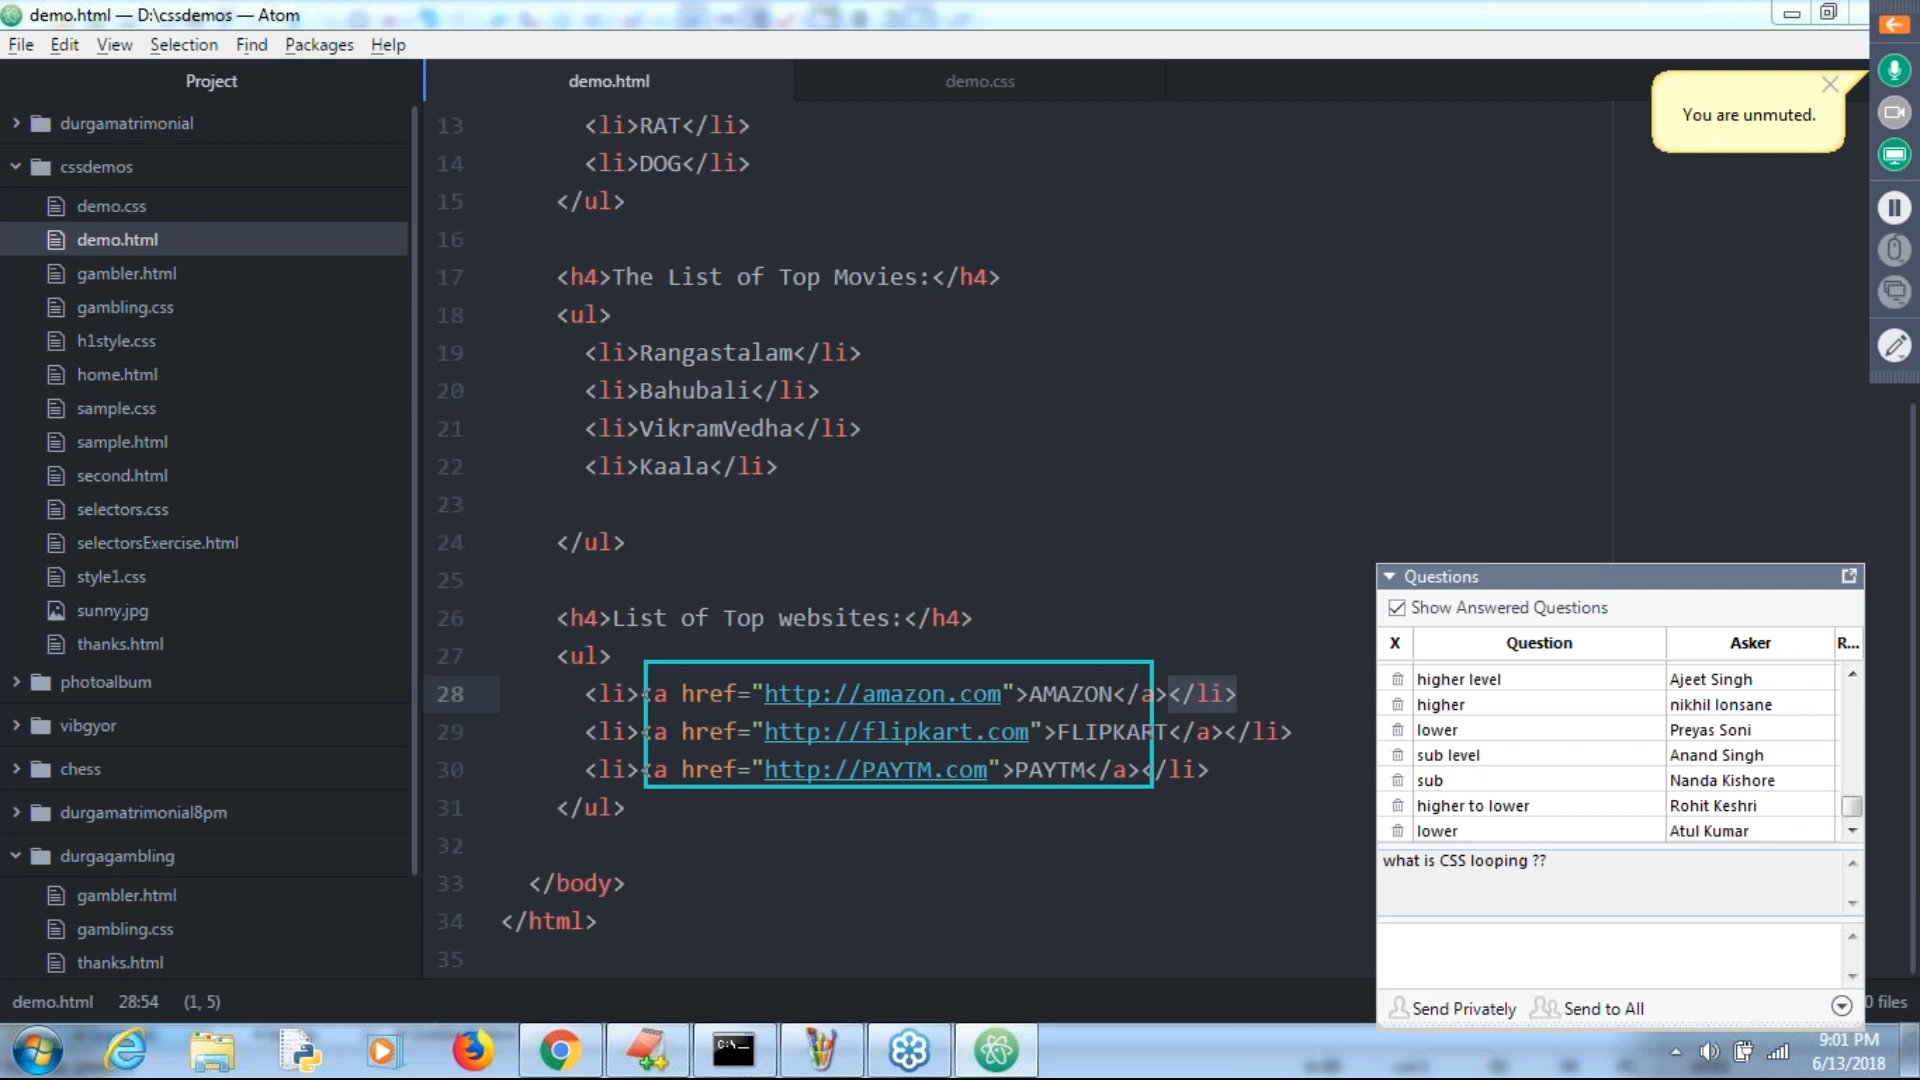 demo.html — D:\cssdemos — Atom
File Edit View Selection Find Packages Help
Project
durgamatrimonial
cssdemos
demo.css
demo.html
gambler.html
gambling.css
h1style.css
home.html
sample.css
sample.html
second.html
selectors.css
selectorsExercise.html
style1.css
sunny.jpg
thanks.html
photoalbum
vibgyor
chess
durgamatrimonial8pm
durgagambling
gambler.html
gambling.css
thanks.html
demo.html demo.css
13 <li>RAT</li>
14 <li>DOG</li>
15 </ul>
16
17 <h4>The List of Top Movies:</h4>
18 <ul>
19 <li>Rangastalam</li>
20 <li>Bahubali</li>
21 <li>VikramVedha</li>
22 <li>Kaala</li>
23
24 </ul>
25
26 <h4>List of Top websites:</h4>
27 <ul>
28 <li><a href="http://amazon.com">AMAZON</a></li>
29 <li><a href="http://flipkart.com">FLIPKART</a></li>
30 <li><a href="http://PAYTM.com">PAYTM</a></li>
31 </ul>
32
33 </body>
34 </html>
35
You are unmuted.
Questions
Show Answered Questions
X Question Asker R...
higher level Ajeet Singh
higher nikhil lonsane
lower Preyas Soni
sub level Anand Singh
sub Nanda Kishore
higher to lower Rohit Keshri
lower Atul Kumar
what is CSS looping ??
Send Privately Send to All
demo.html 28:54 (1, 5)
0 files
C:\
9:01 PM
6/13/2018